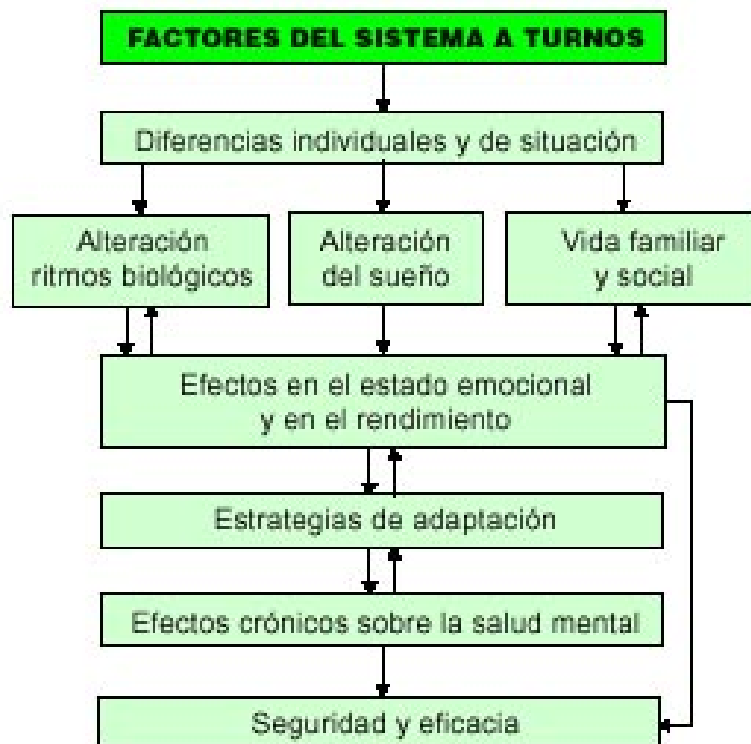 FACTORES DEL SISTEMA A TURNOS
Diferencias individuales y de situación
Alteración
ritmos biológicos
Alteración
del sueño
Vida familiar
y social
Efectos en el estado emocional
y en el rendimiento
Estrategias de adaptación
Efectos crónicos sobre la salud mental
Seguridad y eficacia